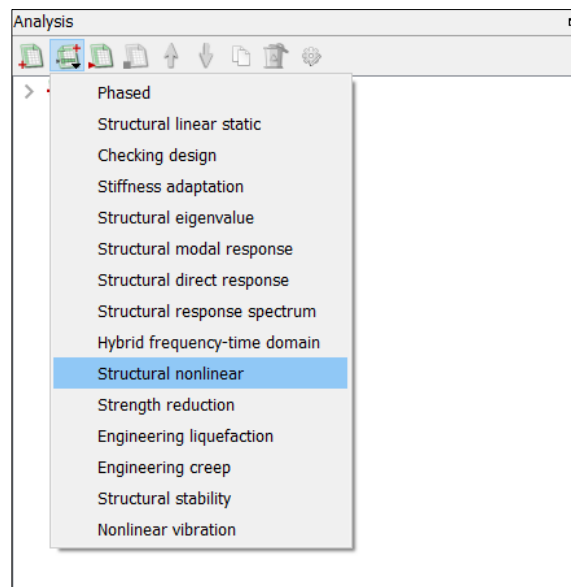 Analysis
Phased
Structural linear static
Checking design
Stiffness adaptation
Structural eigenvalue
Structural modal response
Structural direct response
Structural response spectrum
Hybrid frequency-time domain
Structural nonlinear
Strength reduction
Engineering liquefaction
Engineering creep
Structural stability
Nonlinear vibration